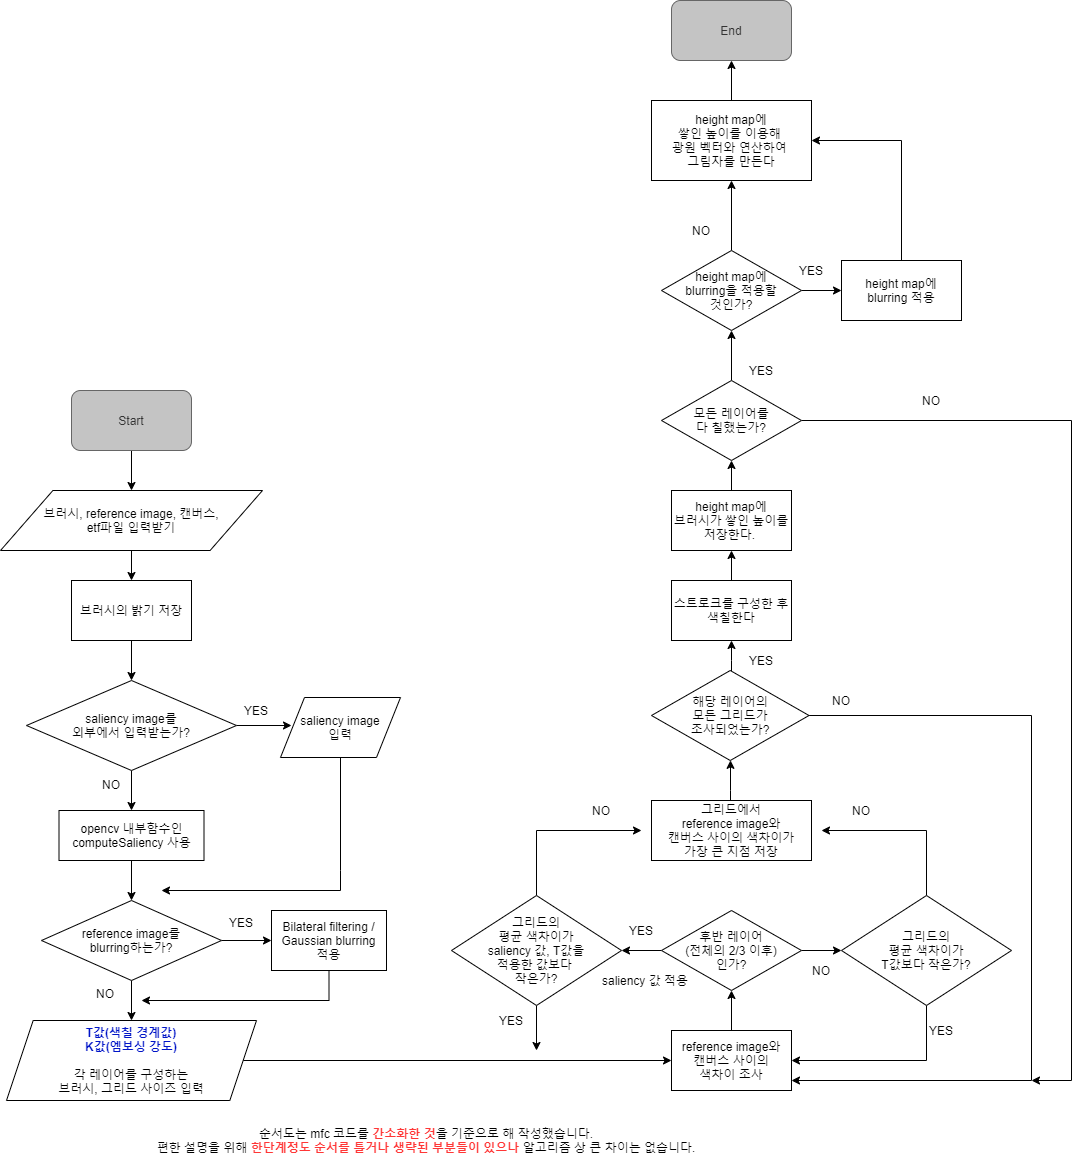 Start
브러시, reference image, 캔버스,
etf파일 입력받기
브러시의 밝기 저장
saliency image를
외부에서 입력받는가?
YES
saliency image
입력
NO
opencv 내부함수인
computeSaliency 사용
reference image를
blurring하는가?
YES
Bilateral filtering /
Gaussian blurring
적용
NO
T값(색칠 경계값)
K값(엠보싱 강도)
각 레이어를 구성하는
브러시, 그리드 사이즈 입력
reference image와
캔버스 사이의
색차이 조사
후반 레이어
(전체의 2/3 이후)
인가?
YES
saliency 값 적용
NO
그리드의
평균 색차이가
saliency 값, T값을
적용한 값보다
작은가?
YES
NO
그리드의
평균 색차이가
T값보다 작은가?
YES
NO
그리드에서
reference image와
캔버스 사이의 색차이가
가장 큰 지점 저장
해당 레이어의
모든 그리드가
조사되었는가?
NO
YES
스트로크를 구성한 후
색칠한다
height map에
브러시가 쌓인 높이를
저장한다.
모든 레이어를
다 칠했는가?
NO
YES
height map에
blurring을 적용할
것인가?
YES
height map에
blurring 적용
NO
height map에
쌓인 높이를 이용해
광원 벡터와 연산하여
그림자를 만든다
End
순서도는 mfc 코드를 간소화한 것을 기준으로 해 작성했습니다.
편한 설명을 위해 한단계정도 순서를 틀거나 생략된 부분들이 있으나 알고리즘 상 큰 차이는 없습니다.